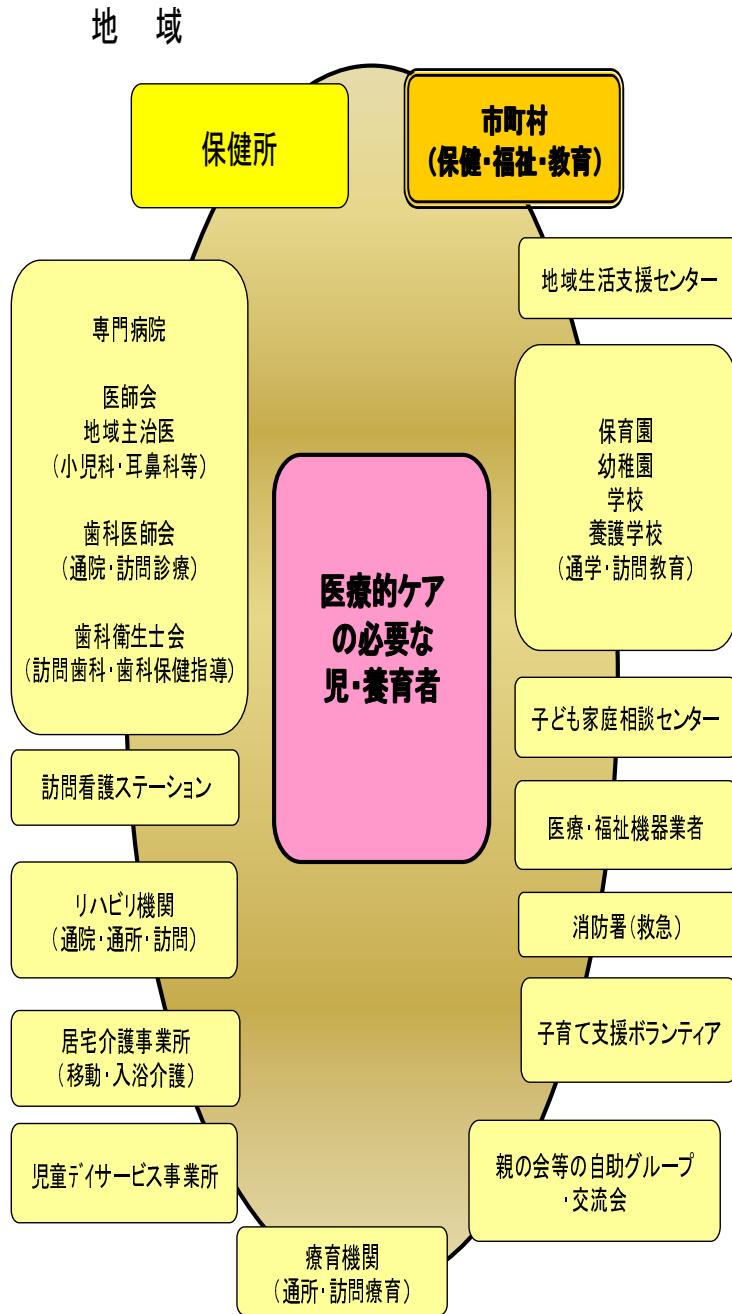 地　域
保健所
市町村
（保健・福祉・教育）
専門病院
医師会
地域主治医
（小児科・耳鼻科等）
歯科医師会
（通院・訪問診療）
歯科衛生士会
（訪問歯科・歯科保健指導）
訪問看護ステーション
リハビリ機関
（通院・通所・訪問）
居宅介護事業所
（移動・入浴介護）
児童デイサービス事業所
医療的ケア
の必要な
児・養育者
地域生活支援センター
保育園
幼稚園
学校
養護学校
（通学・訪問教育）
子ども家庭相談センター
医療・福祉機器業者
消防署（救急）
子育て支援ボランティア
親の会等の自助グループ
・交流会
療育機関
（通所・訪問療育）